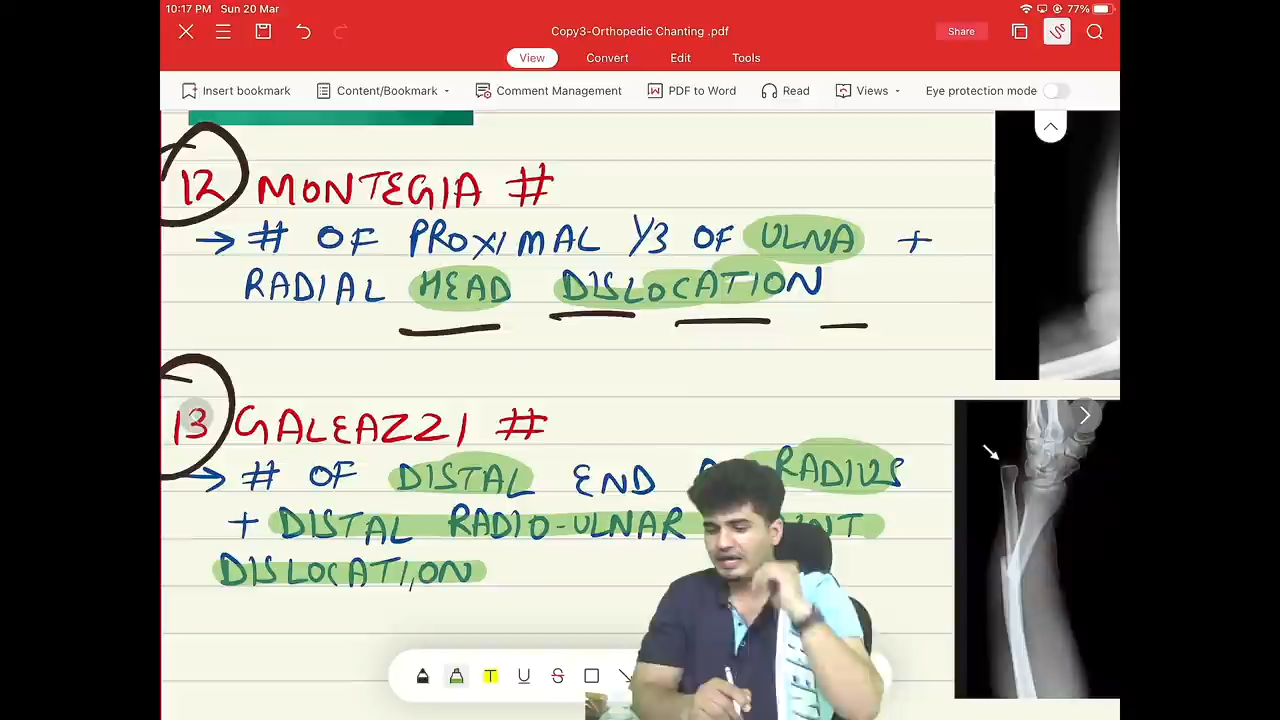 10:17 PM Sun 20 Mar 77%
Copy3-Orthopedic Chanting .pdf
Share
View Convert Edit Tools
Insert bookmark Content/Bookmark Comment Management PDF to Word Read Views Eye protection mode
12 MONTEGIA #
→ # OF PROXIMAL 1/3 OF ULNA +
RADIAL HEAD DISLOCATION
13 GALEAZZI #
→ # OF DISTAL END RADIUS
+ DISTAL RADIO-ULNAR
DISLOCATION
T U S